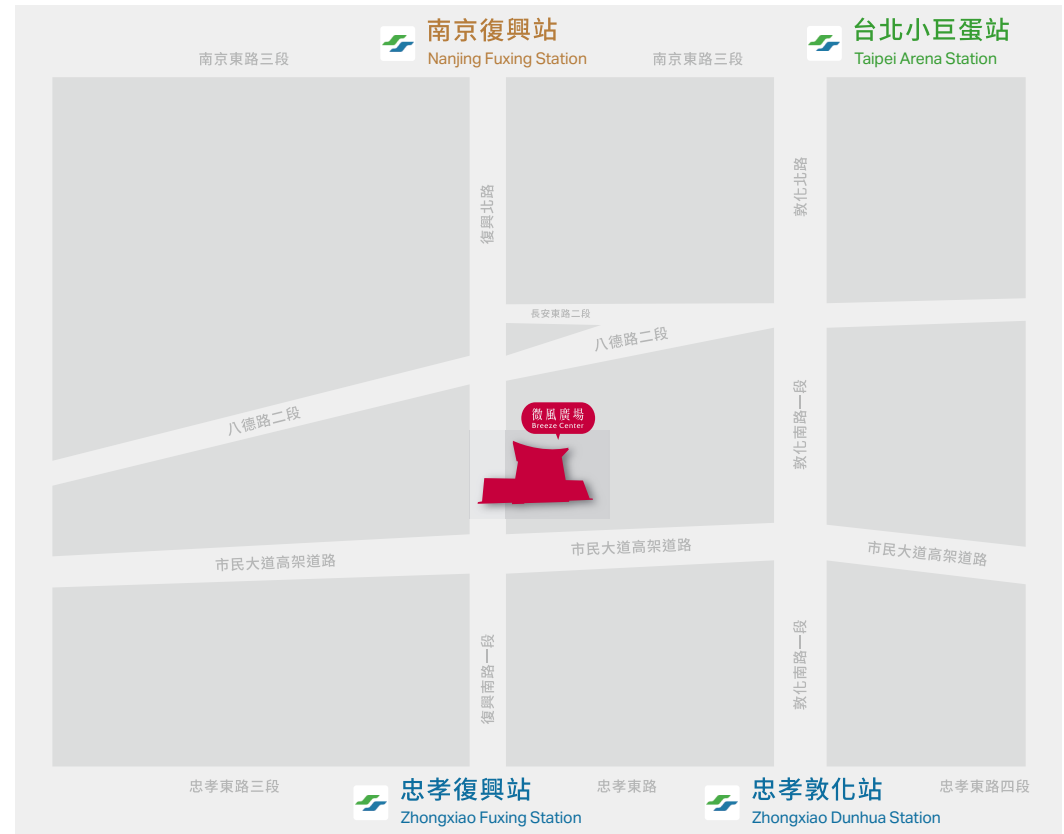 南京復興站
Nanjing Fuxing Station
台北小巨蛋站
Taipei Arena Station
南京東路三段
南京東路三段
復興北路
敦化北路
長安東路二段
八德路二段
八德路二段
敦化南路一段
微風廣場
Breeze Center
市民大道高架道路
市民大道高架道路
市民大道高架道路
復興南路一段
敦化南路一段
忠孝東路三段
忠孝復興站
Zhongxiao Fuxing Station
忠孝東路
忠孝敦化站
Zhongxiao Dunhua Station
忠孝東路四段